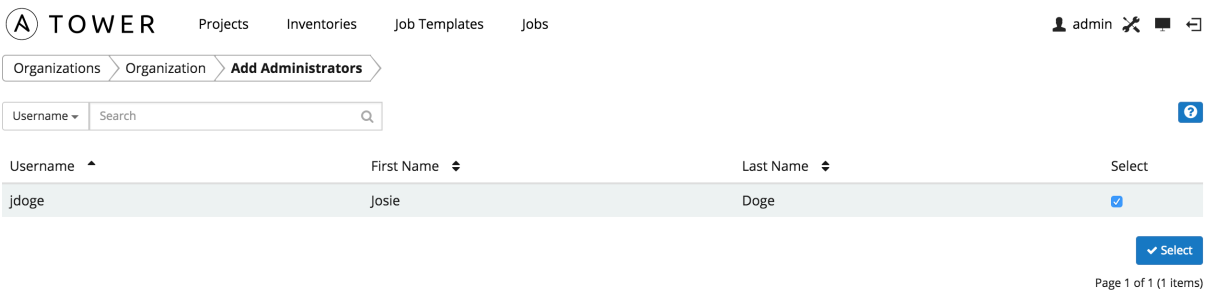 A TOWER Projects Inventories Job Templates Jobs admin
Organizations Organization Add Administrators
Username Search ?
Username First Name Last Name Select
jdoge Josie Doge
Select
Page 1 of 1 (1 items)